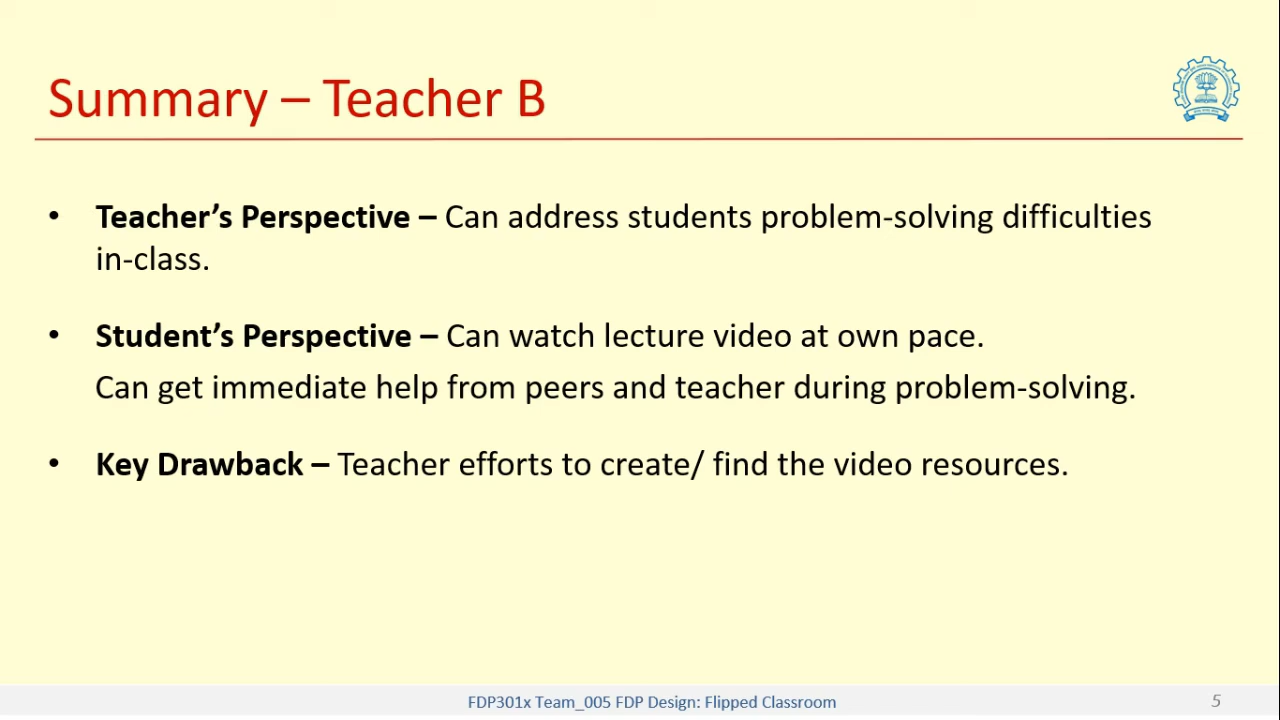 Summary – Teacher B
• Teacher’s Perspective – Can address students problem-solving difficulties
in-class.
• Student’s Perspective – Can watch lecture video at own pace.
Can get immediate help from peers and teacher during problem-solving.
• Key Drawback – Teacher efforts to create/ find the video resources.
FDP301x Team_005 FDP Design: Flipped Classroom
5